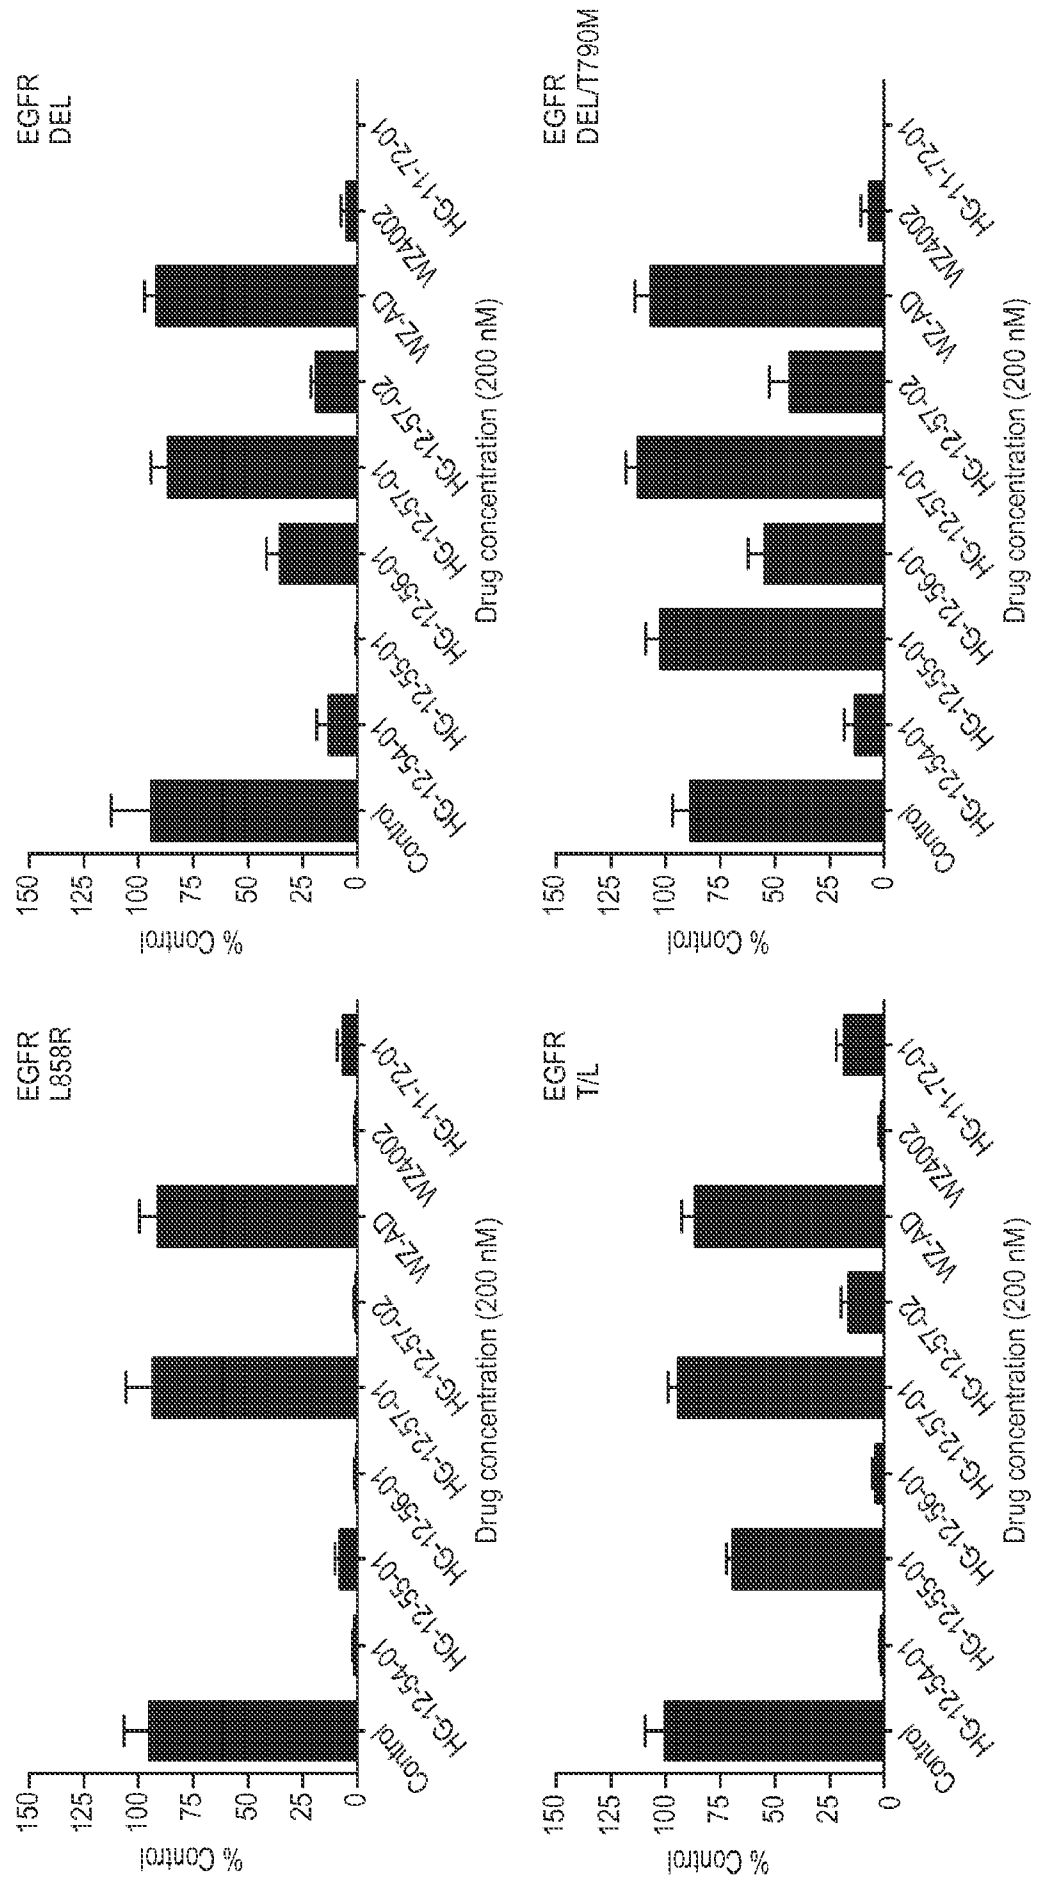 EGFR
L858R
% Control
150
125
100
75
50
25
0
Control
HG-12-54-01
HG-12-55-01
HG-12-56-01
HG-12-57-01
HG-12-57-02
WZ-AD
WZ4002
HG-11-72-01
Drug concentration (200 nM)
EGFR
DEL
% Control
150
125
100
75
50
25
0
Control
HG-12-54-01
HG-12-55-01
HG-12-56-01
HG-12-57-01
HG-12-57-02
WZ-AD
WZ4002
HG-11-72-01
Drug concentration (200 nM)
EGFR
T/L
% Control
150
125
100
75
50
25
0
Control
HG-12-54-01
HG-12-55-01
HG-12-56-01
HG-12-57-01
HG-12-57-02
WZ-AD
WZ4002
HG-11-72-01
Drug concentration (200 nM)
EGFR
DEL/T790M
% Control
150
125
100
75
50
25
0
Control
HG-12-54-01
HG-12-55-01
HG-12-56-01
HG-12-57-01
HG-12-57-02
WZ-AD
WZ4002
HG-11-72-01
Drug concentration (200 nM)